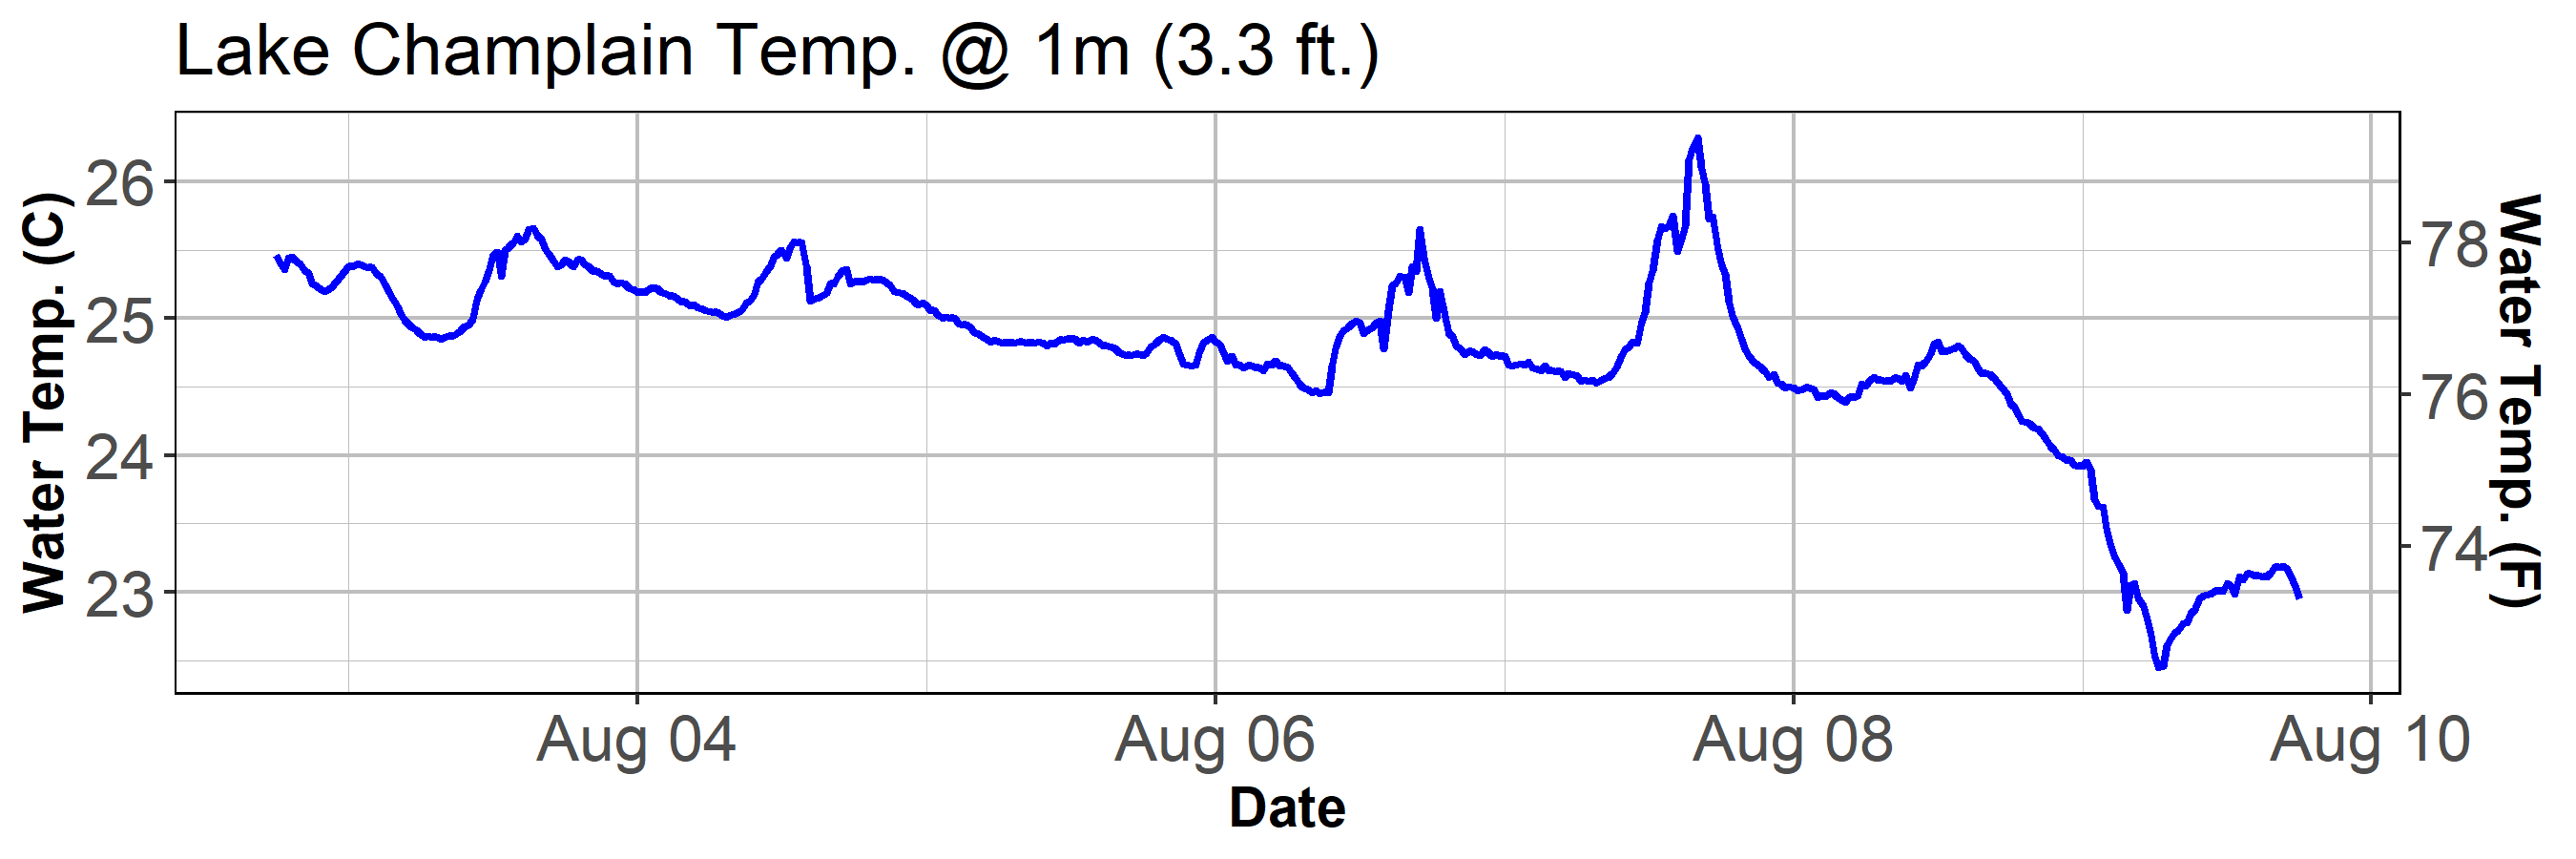 Lake Champlain Temp. @ 1m (3.3 ft.)
Water Temp. (C)
26
25
24
23
78
76
74
Water Temp. (F)
Aug 04
Aug 06
Aug 08
Aug 10
Date